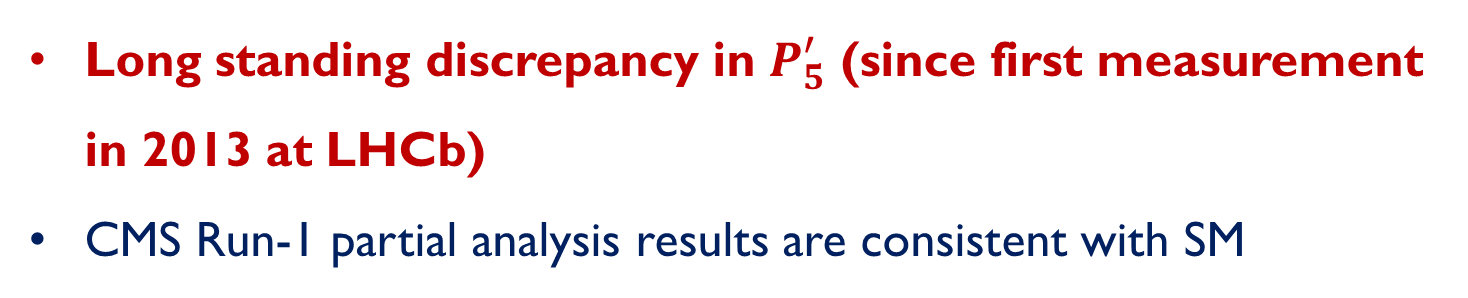 • Long standing discrepancy in P′₅ (since first measurement
in 2013 at LHCb)
• CMS Run-1 partial analysis results are consistent with SM